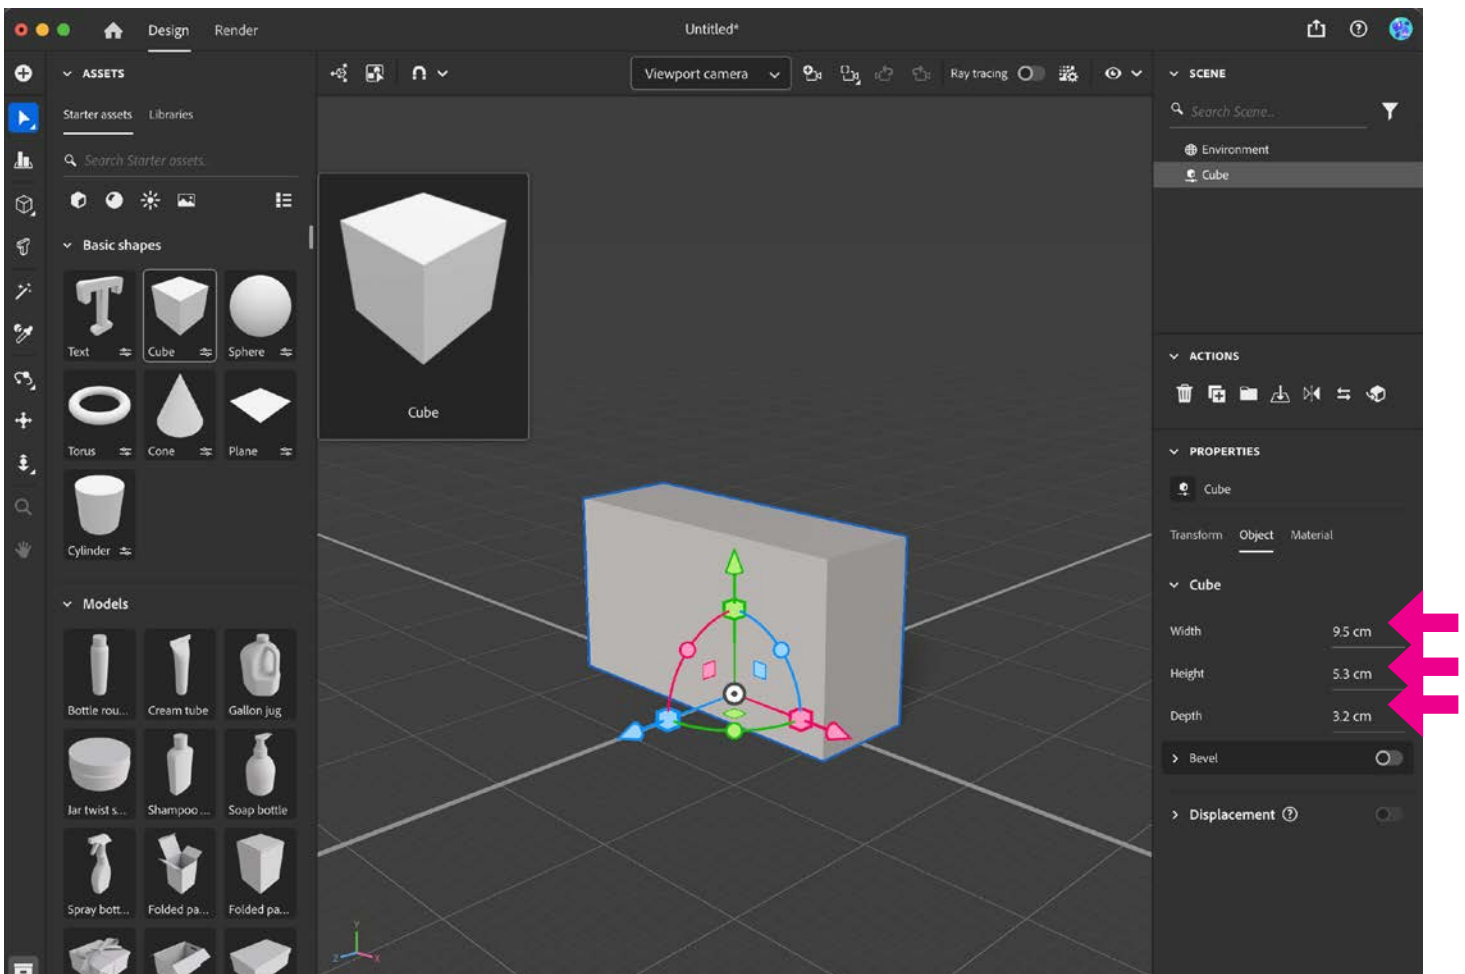 Design Render
Untitled*
ASSETS
Starter assets Libraries
Search Starter assets..
Basic shapes
Text
Cube
Sphere
Torus
Cone
Plane
Cylinder
Models
Bottle rou...
Cream tube
Gallon jug
Jar twist s...
Shampoo ...
Soap bottle
Spray bott...
Folded pa...
Folded pa...
Viewport camera
Ray tracing
Cube
Y
Z
X
SCENE
Search Scene..
Environment
Cube
ACTIONS
PROPERTIES
Cube
Transform Object Material
Cube
Width 9.5 cm
Height 5.3 cm
Depth 3.2 cm
Bevel
Displacement